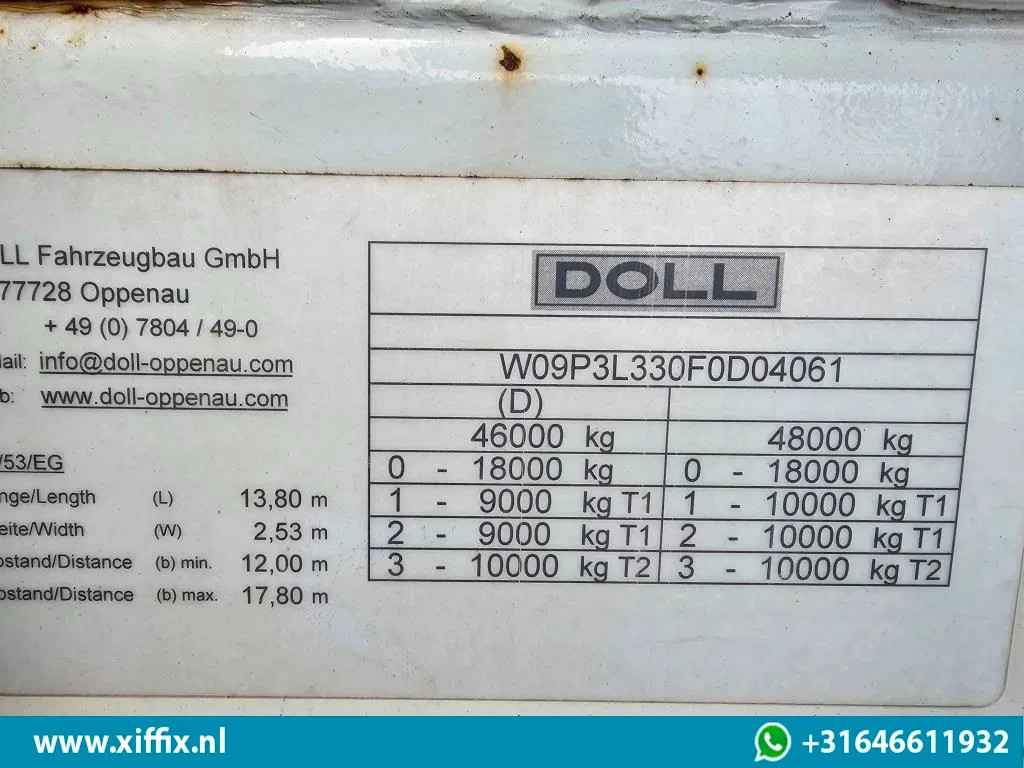 LL Fahrzeugbau GmbH
77728 Oppenau
+ 49 (0) 7804 / 49-0
ail: info@doll-oppenau.com
b: www.doll-oppenau.com
/53/EG
nge/Length (L) 13,80 m
eite/Width (W) 2,53 m
ostand/Distance (b) min. 12,00 m
ostand/Distance (b) max. 17,80 m
DOLL
W09P3L330F0D04061
(D)
46000 kg 48000 kg
0 - 18000 kg 0 - 18000 kg
1 - 9000 kg T1 1 - 10000 kg T1
2 - 9000 kg T1 2 - 10000 kg T1
3 - 10000 kg T2 3 - 10000 kg T2
www.xiffix.nl
+31646611932